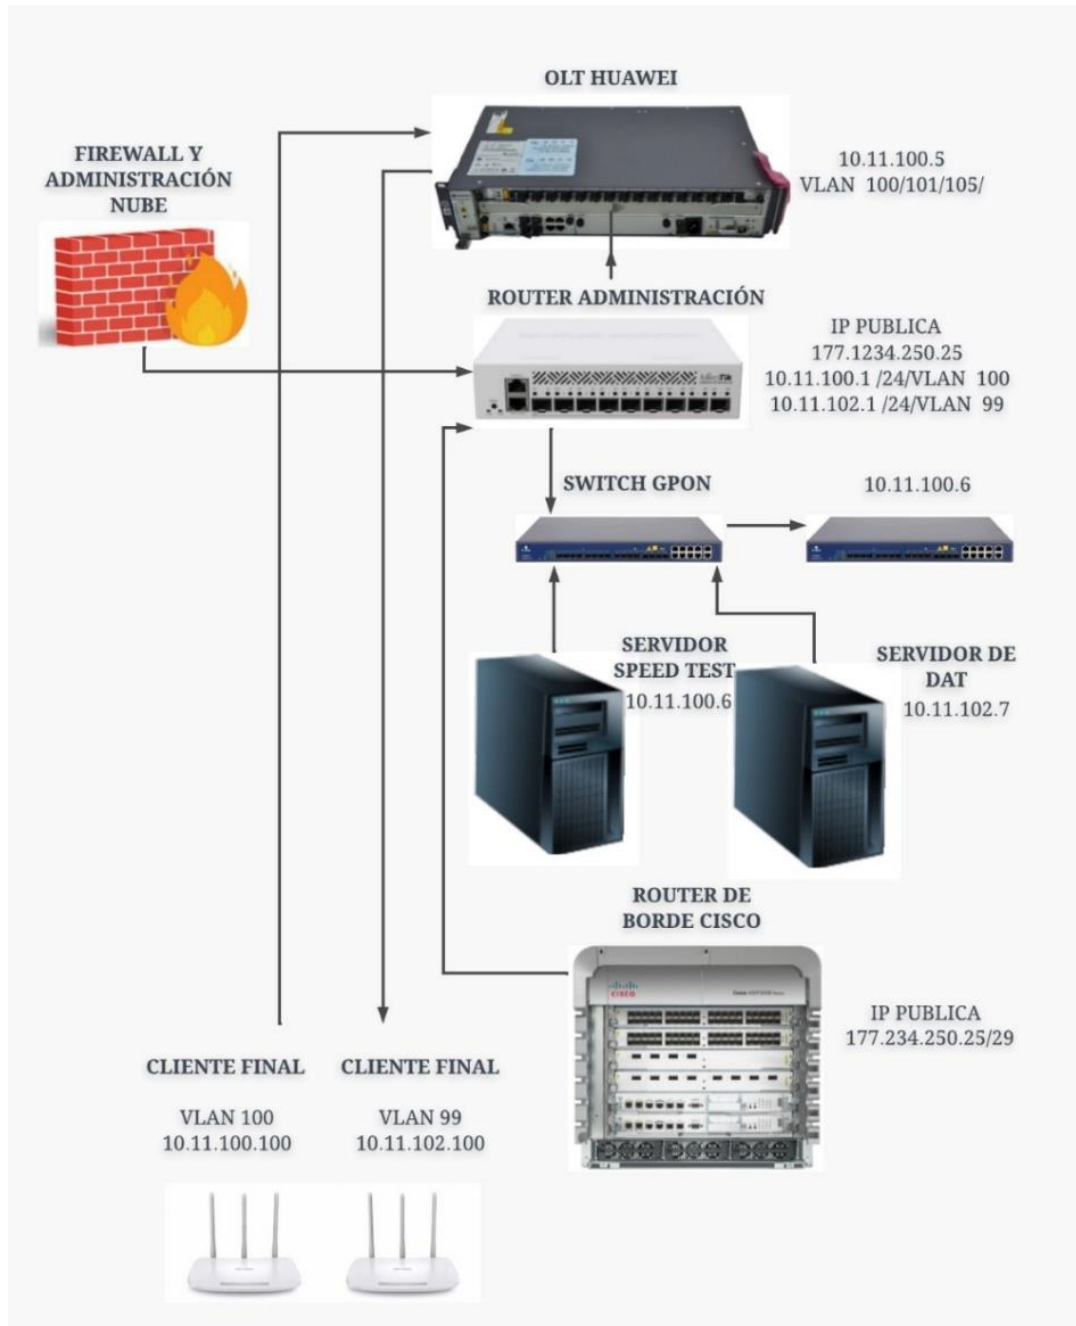 OLT HUAWEI
10.11.100.5
VLAN 100/101/105/
FIREWALL Y
ADMINISTRACIÓN
NUBE
ROUTER ADMINISTRACIÓN
IP PUBLICA
177.1234.250.25
10.11.100.1 /24/VLAN 100
10.11.102.1 /24/VLAN 99
MikroTik
SWITCH GPON
10.11.100.6
SERVIDOR
SPEED TEST
10.11.100.6
SERVIDOR DE
DAT
10.11.102.7
ROUTER DE
BORDE CISCO
CISCO
IP PUBLICA
177.234.250.25/29
CLIENTE FINAL
VLAN 100
10.11.100.100
CLIENTE FINAL
VLAN 99
10.11.102.100